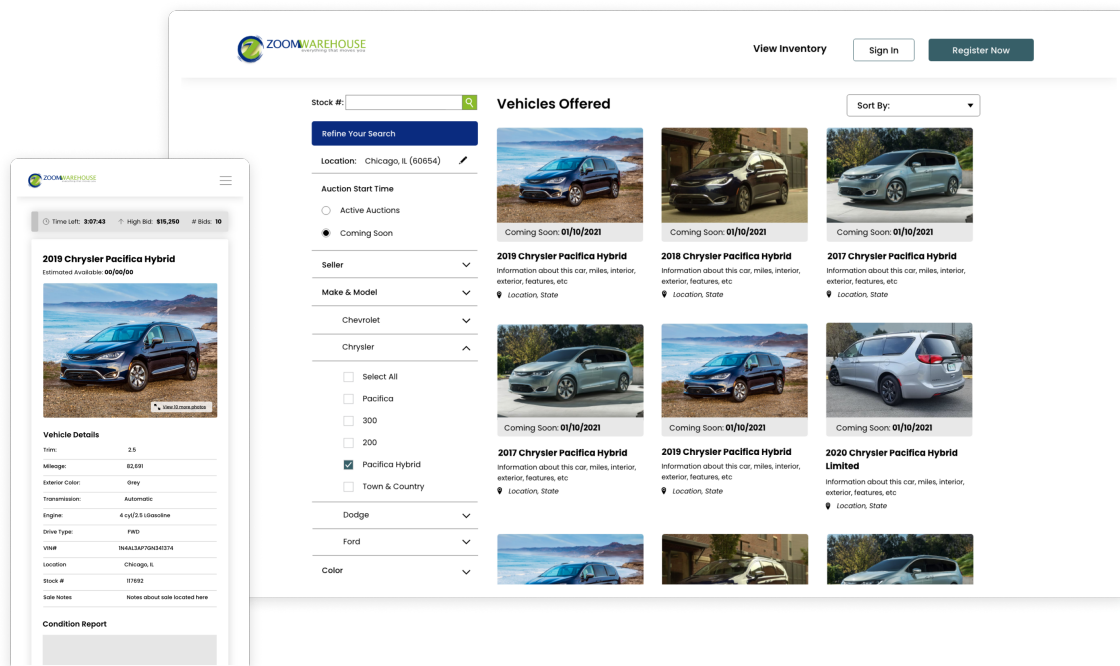 ZOOMWAREHOUSE
everything that moves you
View Inventory
Sign In
Register Now
Stock #:
Vehicles Offered
Sort By:
Refine Your Search
Location: Chicago, IL (60654)
Auction Start Time
Active Auctions
Coming Soon
Seller
Make & Model
Chevrolet
Chrysler
Select All
Pacifica
300
200
Pacifica Hybrid
Town & Country
Dodge
Ford
Color
Coming Soon: 01/10/2021
2019 Chrysler Pacifica Hybrid
Information about this car, miles, interior,
exterior, features, etc
Location, State
Coming Soon: 01/10/2021
2018 Chrysler Pacifica Hybrid
Information about this car, miles, interior,
exterior, features, etc
Location, State
Coming Soon: 01/10/2021
2017 Chrysler Pacifica Hybrid
Information about this car, miles, interior,
exterior, features, etc
Location, State
Coming Soon: 01/10/2021
2017 Chrysler Pacifica Hybrid
Information about this car, miles, interior,
exterior, features, etc
Location, State
Coming Soon: 01/10/2021
2019 Chrysler Pacifica Hybrid
Information about this car, miles, interior,
exterior, features, etc
Location, State
Coming Soon: 01/10/2021
2020 Chrysler Pacifica Hybrid
Limited
Information about this car, miles, interior,
exterior, features, etc
Location, State
ZOOMWAREHOUSE
Time Left: 3:07:43 High Bid: $15,250 # Bids: 10
2019 Chrysler Pacifica Hybrid
Estimated Available: 00/00/00
View 10 more photos
Vehicle Details
Trim: 2.5
Mileage: 82,691
Exterior Color: Grey
Transmission: Automatic
Engine: 4 cyl/2.5 LGasoline
Drive Type: FWD
VIN# 1N4AL3AP7GN341374
Location Chicago, IL
Stock # 117692
Sale Notes Notes about sale located here
Condition Report